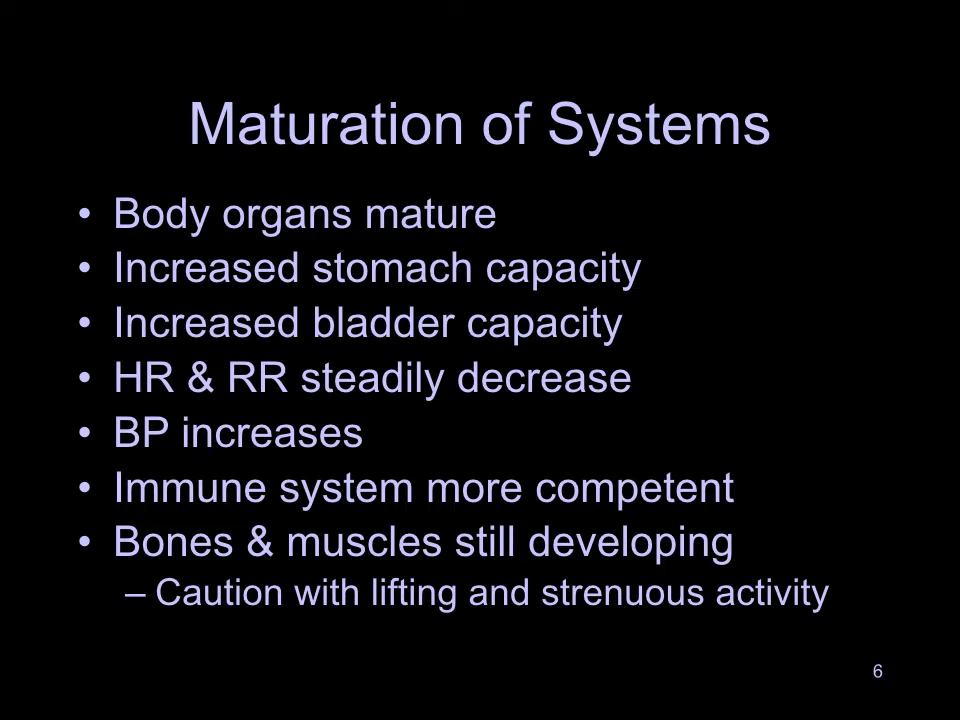 Maturation of Systems
• Body organs mature
• Increased stomach capacity
• Increased bladder capacity
• HR & RR steadily decrease
• BP increases
• Immune system more competent
• Bones & muscles still developing
– Caution with lifting and strenuous activity
6